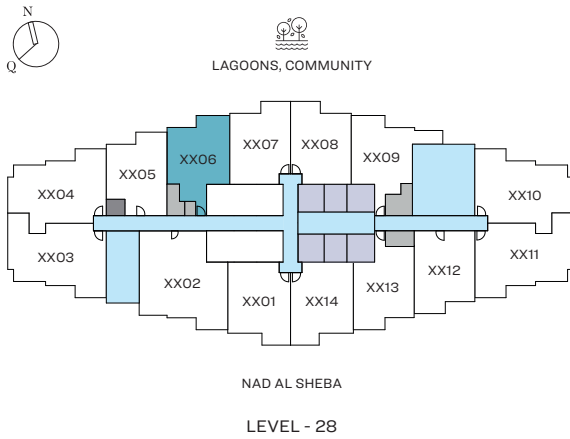 N
Q
LAGOONS, COMMUNITY
XX07 XX08
XX06 XX09
XX05
XX04 XX10
XX03 XX11
XX02 XX12
XX13
XX01 XX14
NAD AL SHEBA
LEVEL - 28